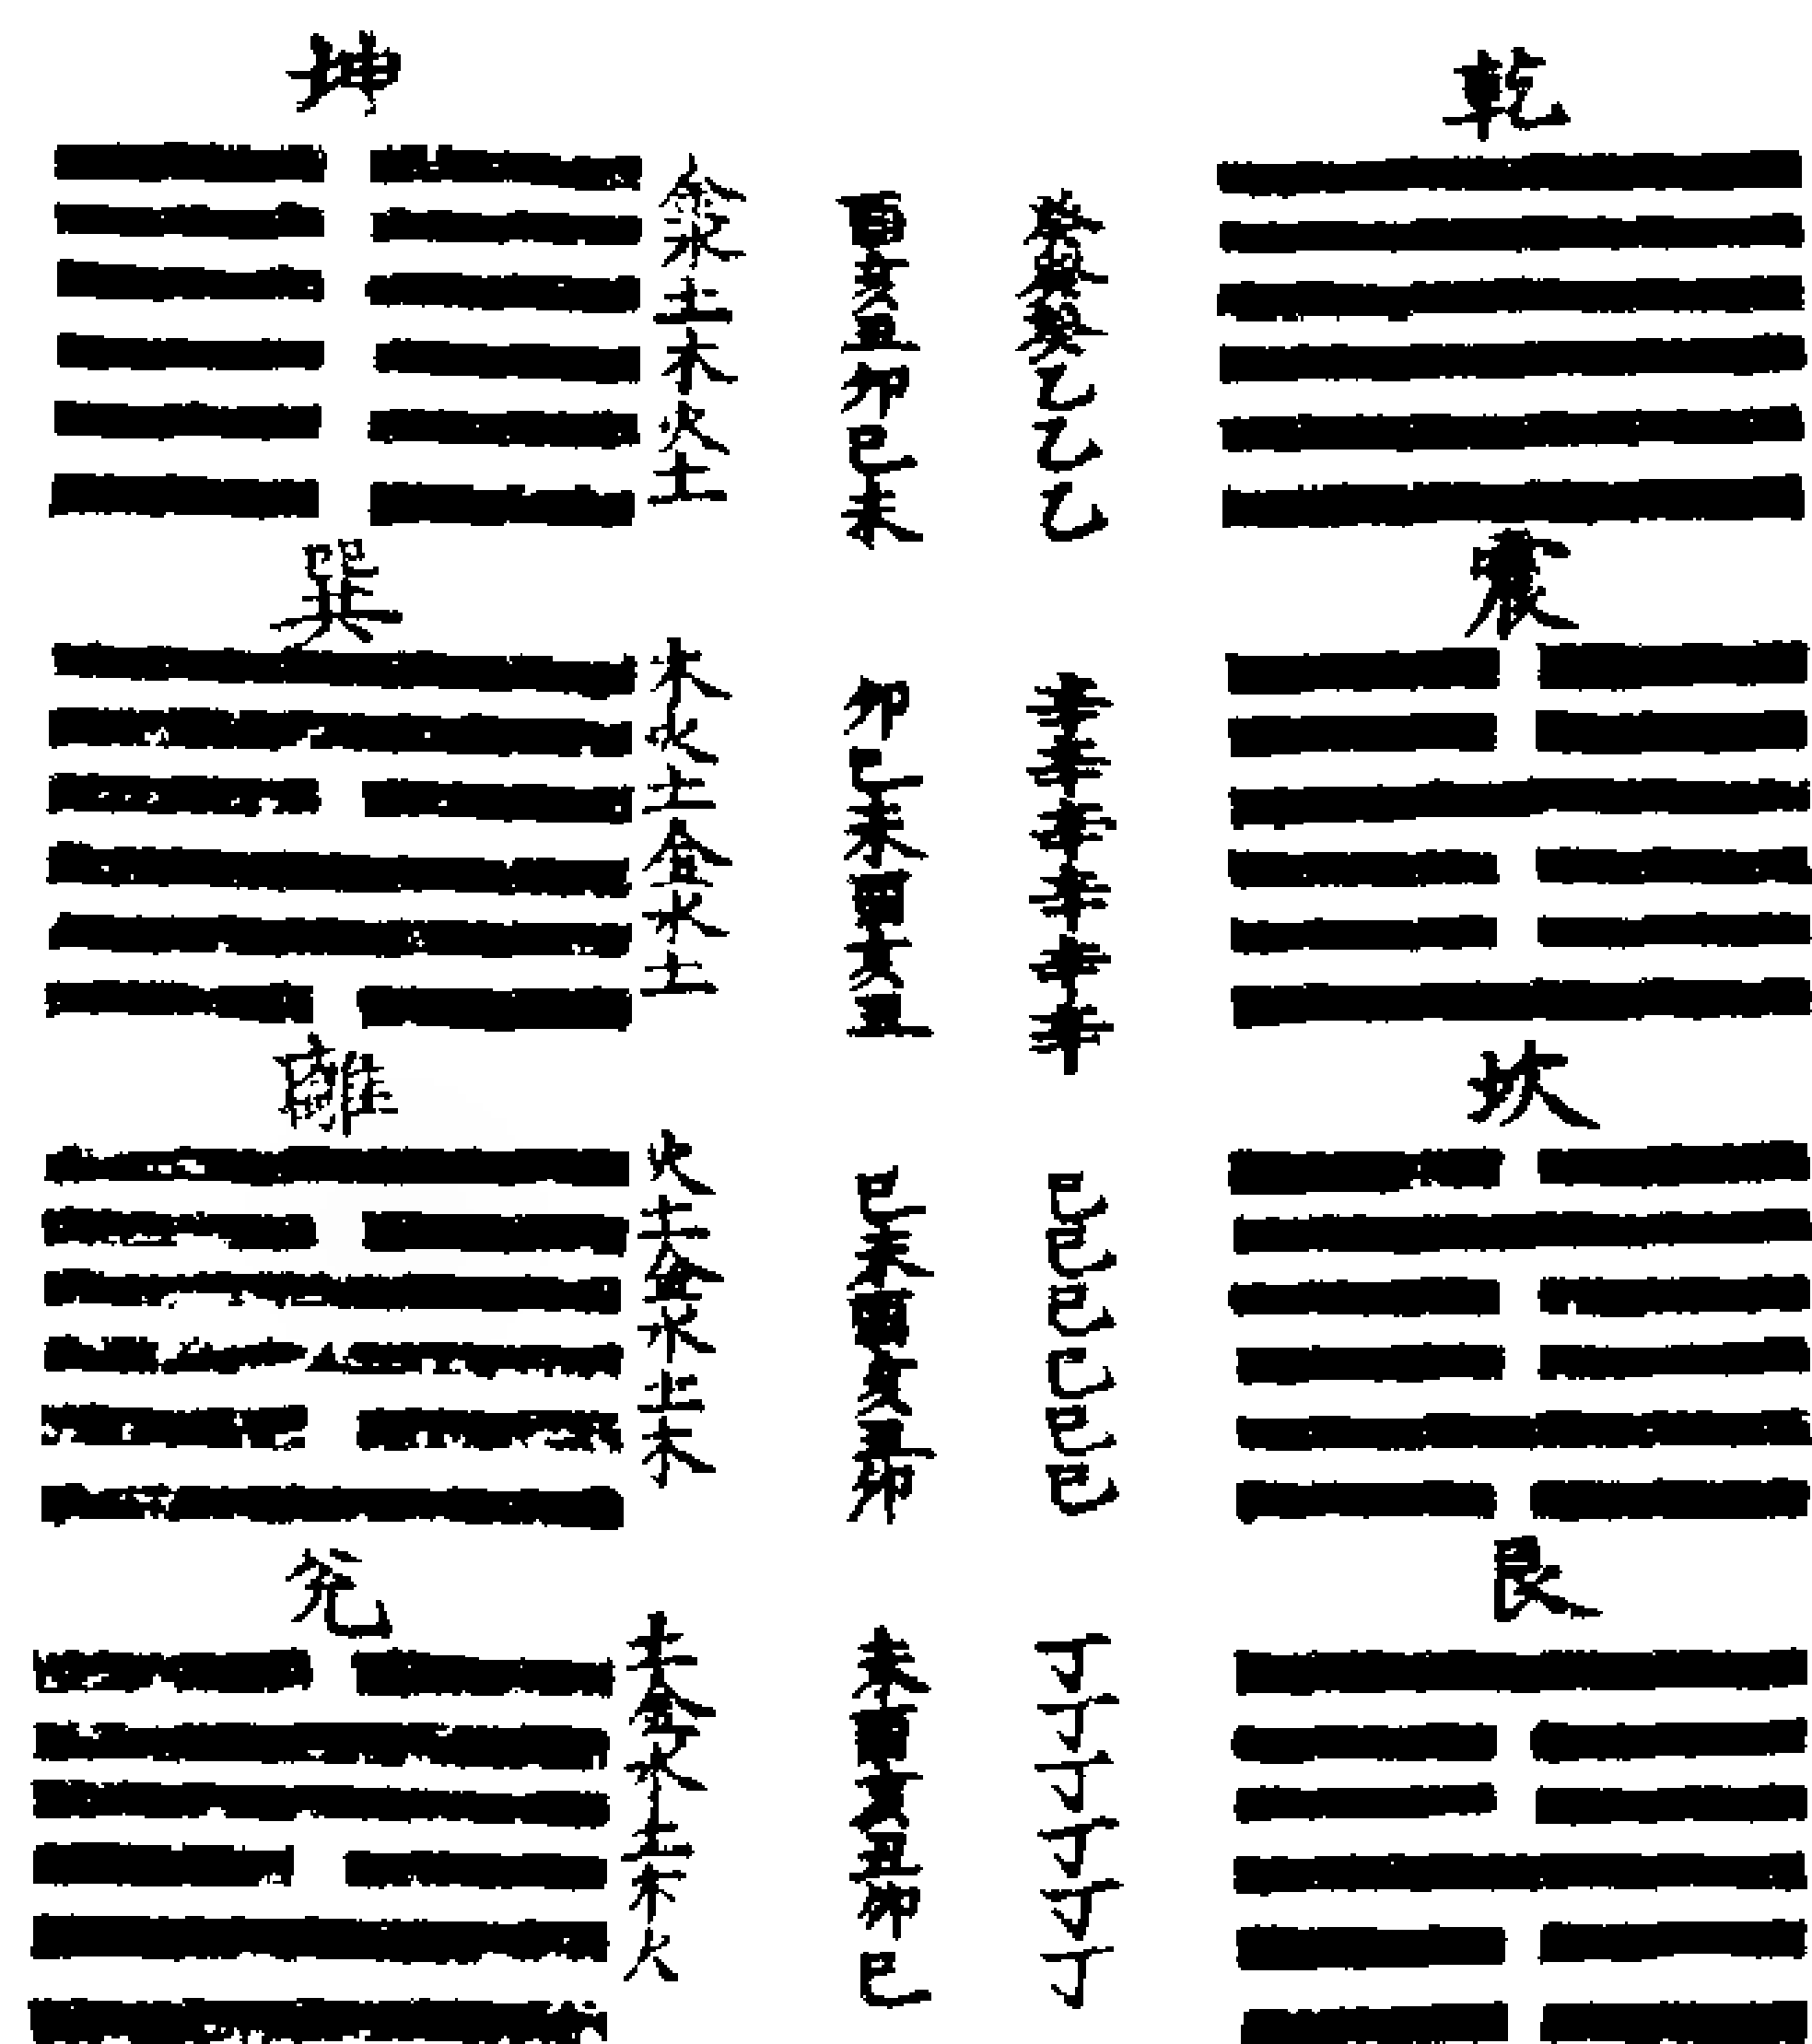 乾
癸癸癸乙乙乙
酉亥丑卯巳未
金水土木火土
坤
震
辛辛辛辛辛辛
卯巳未酉亥丑
木火土金水土
巽
坎
己己己己己己
巳未酉亥丑卯
火土金水土木
離
艮
丁丁丁丁丁丁
未酉亥丑卯巳
土金水土木火
兌